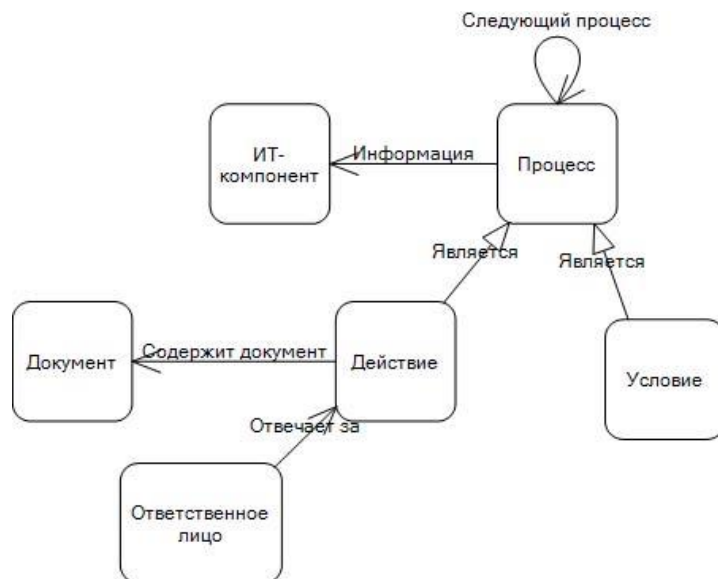 Следующий процесс
ИТ-
компонент
Информация
Процесс
Является
Является
Документ
Содержит документ
Действие
Условие
Отвечает за
Ответственное
лицо